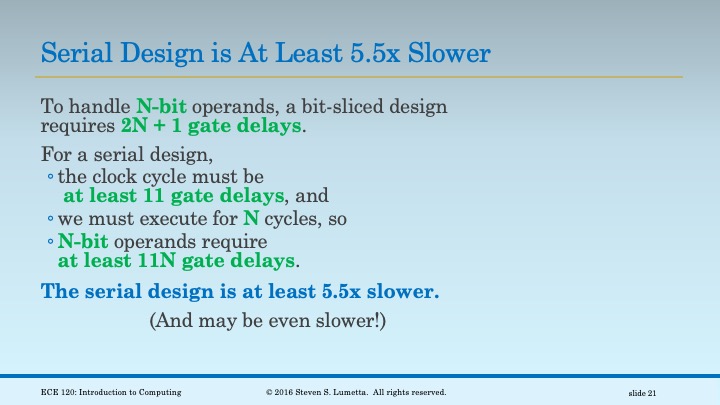 Serial Design is At Least 5.5x Slower
To handle N-bit operands, a bit-sliced design
requires 2N + 1 gate delays.
For a serial design,
◦ the clock cycle must be
at least 11 gate delays, and
◦ we must execute for N cycles, so
◦ N-bit operands require
at least 11N gate delays.
The serial design is at least 5.5x slower.
(And may be even slower!)
ECE 120: Introduction to Computing
© 2016 Steven S. Lumetta. All rights reserved.
slide 21